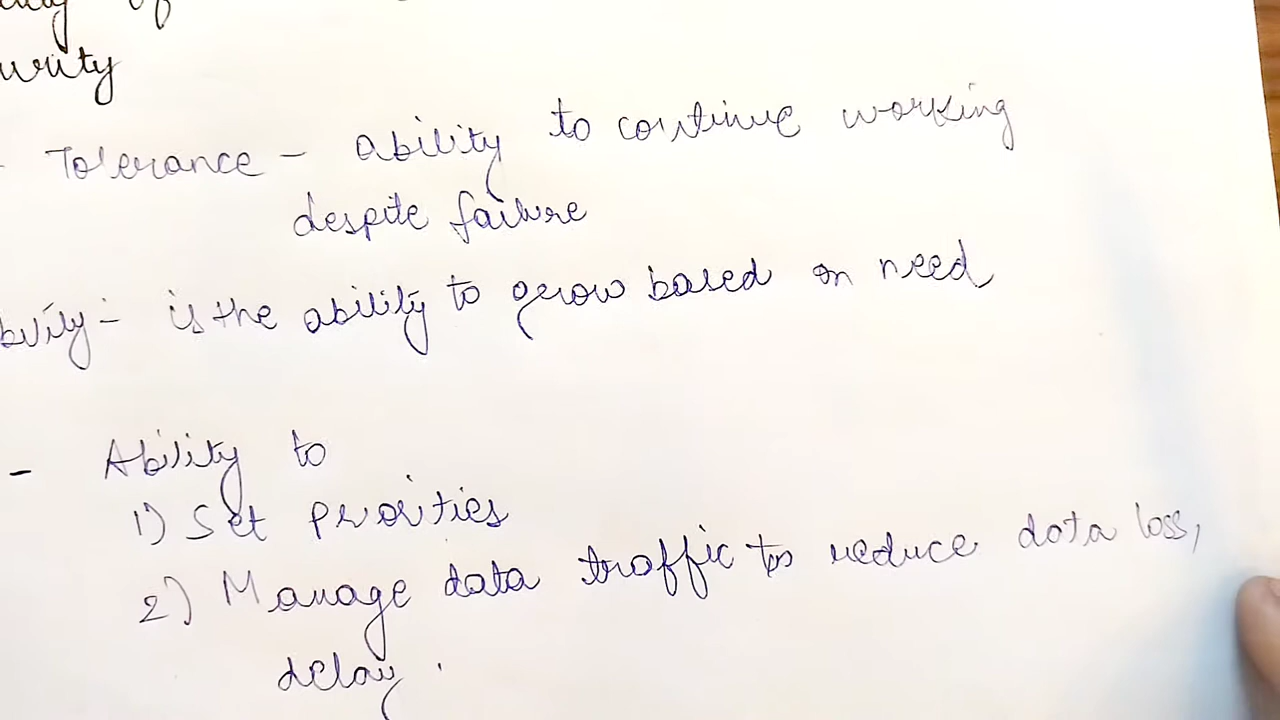 of
Tolerance - ability to continue working
despite failure
- is the ability to grow based on need
- Ability to
1) Set priorities
2) Manage data traffic to reduce data loss,
delay.